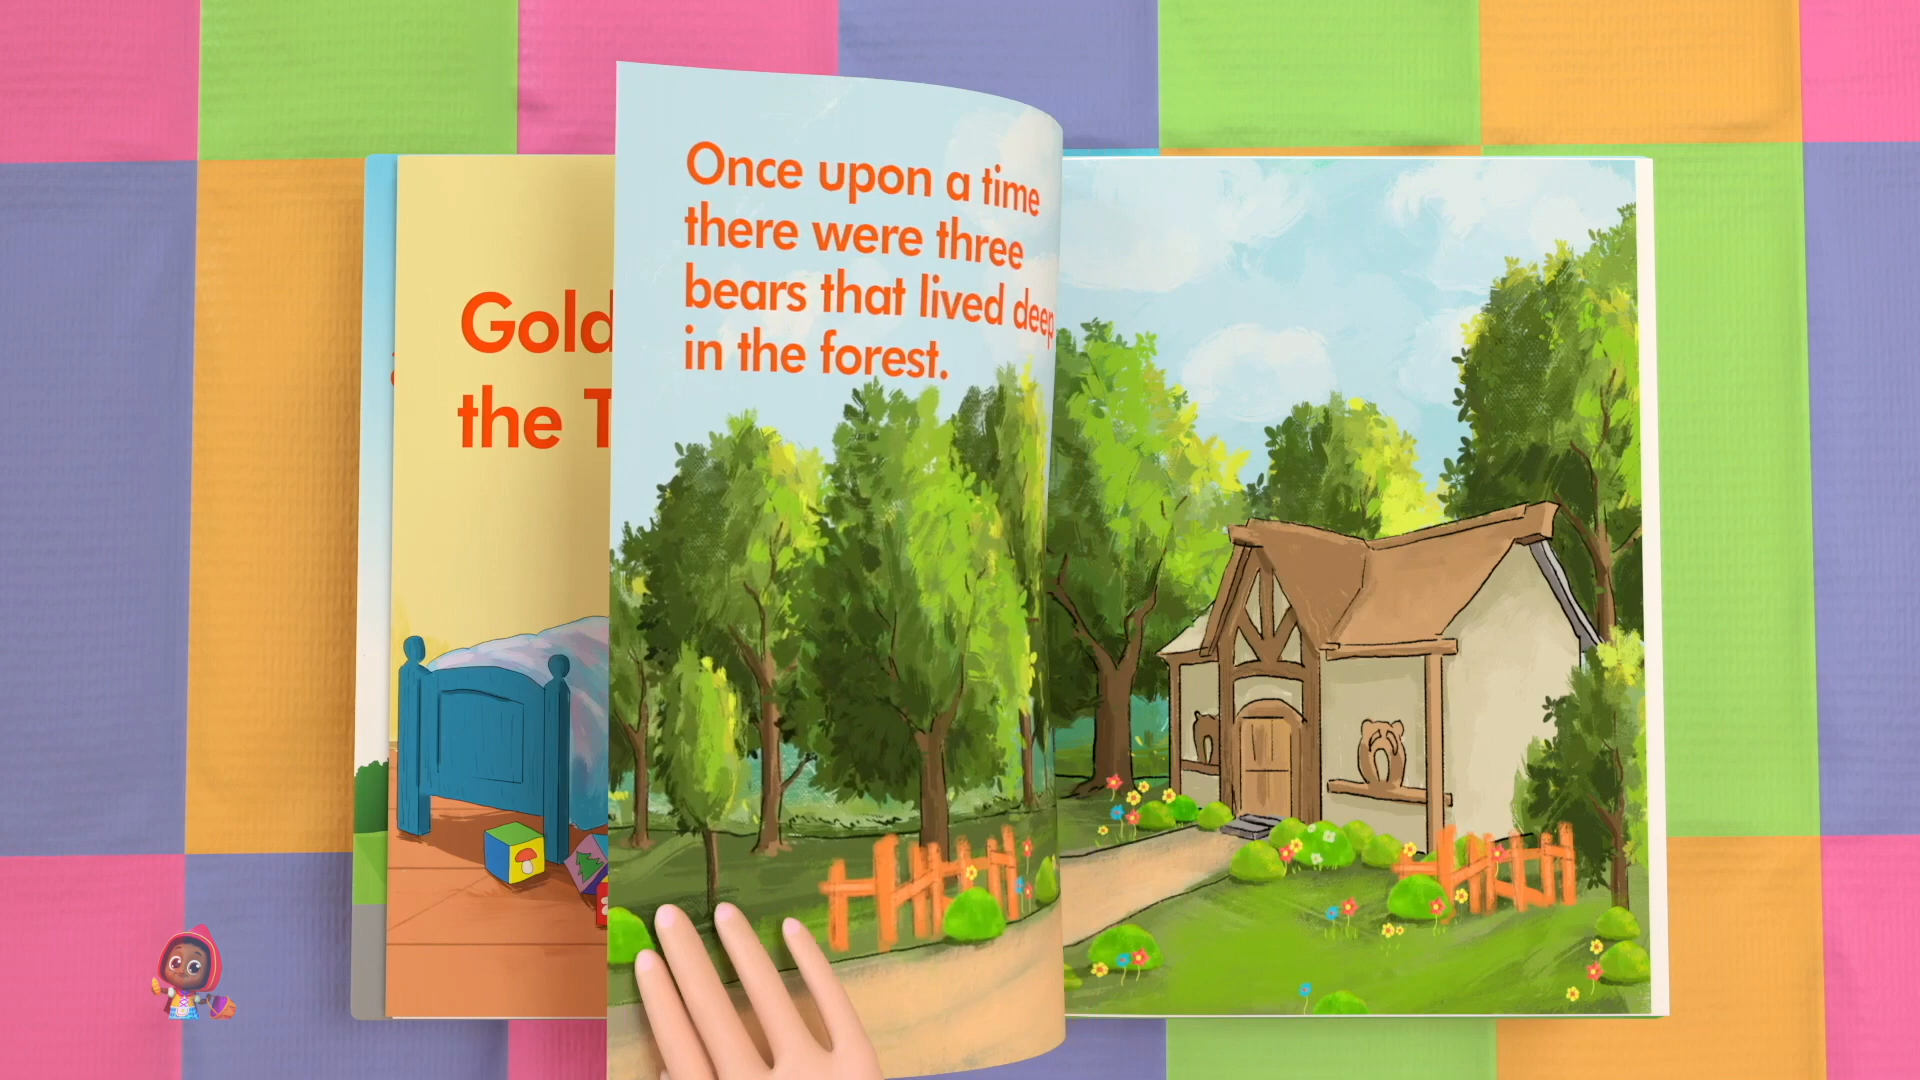 Gold
the T
Once upon a time
there were three
bears that lived deep
in the forest.